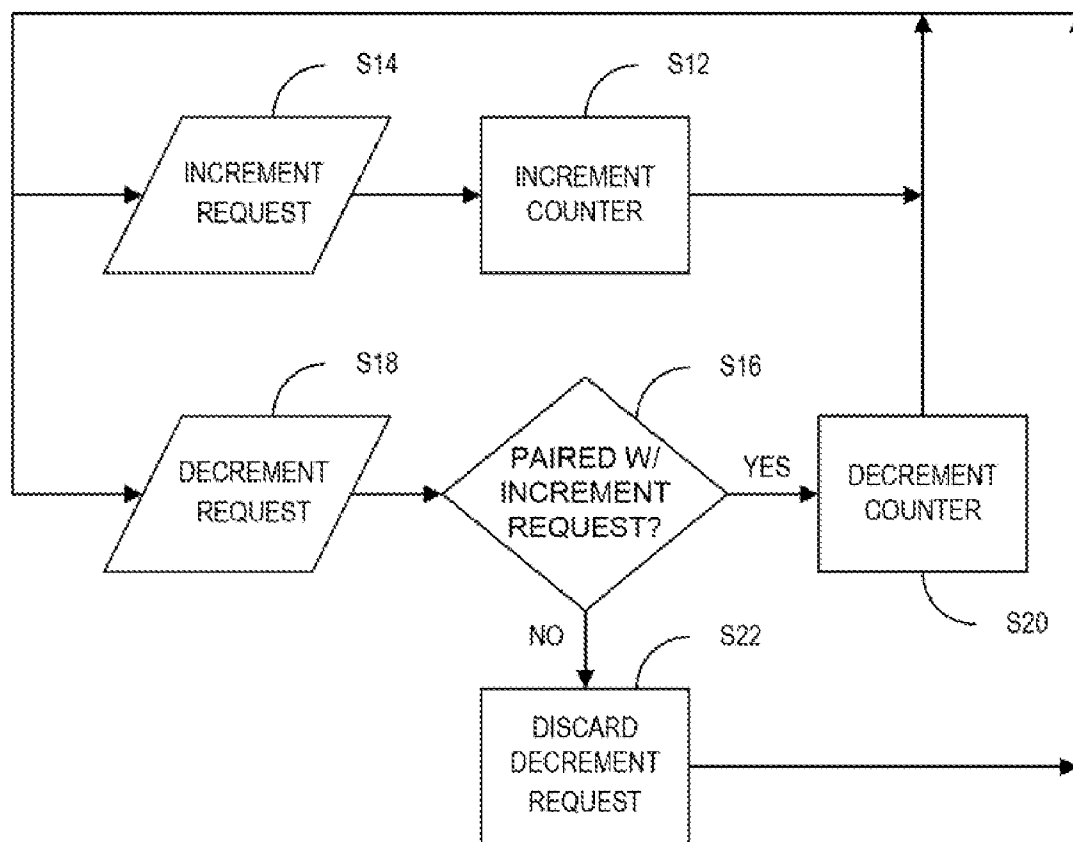 S14
S12
INCREMENT
REQUEST
INCREMENT
COUNTER
S18
S16
DECREMENT
REQUEST
PAIRED W/
INCREMENT
REQUEST?
YES
DECREMENT
COUNTER
NO
S22
S20
DISCARD
DECREMENT
REQUEST